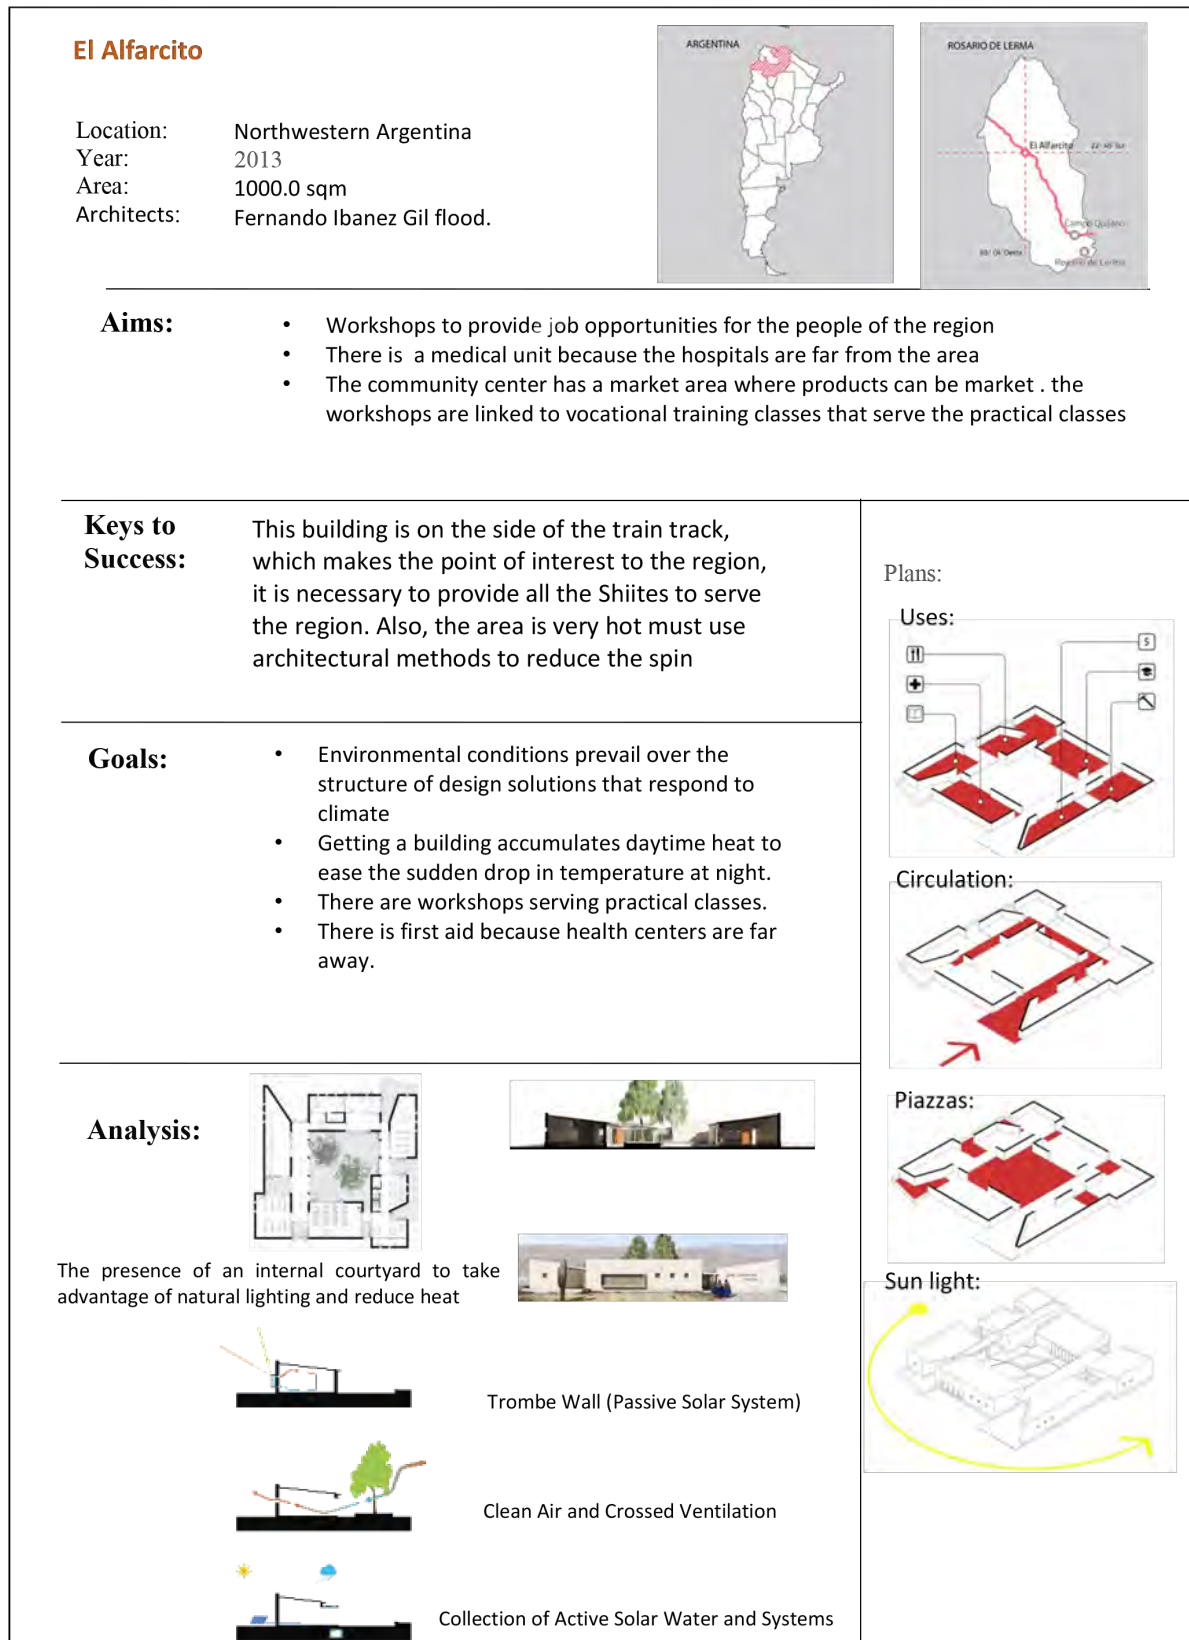 El Alfarcito
Location: Northwestern Argentina
Year: 2013
Area: 1000.0 sqm
Architects: Fernando Ibanez Gil flood.
ARGENTINA
ROSARIO DE LERMA
El Alfarcito
Campo Quijano
Rosario de Lerma
Aims:
• Workshops to provide job opportunities for the people of the region
• There is a medical unit because the hospitals are far from the area
• The community center has a market area where products can be market . the
workshops are linked to vocational training classes that serve the practical classes
Keys to
Success:
This building is on the side of the train track,
which makes the point of interest to the region,
it is necessary to provide all the Shiites to serve
the region. Also, the area is very hot must use
architectural methods to reduce the spin
Goals:
• Environmental conditions prevail over the
structure of design solutions that respond to
climate
• Getting a building accumulates daytime heat to
ease the sudden drop in temperature at night.
• There are workshops serving practical classes.
• There is first aid because health centers are far
away.
Analysis:
The presence of an internal courtyard to take
advantage of natural lighting and reduce heat
Trombe Wall (Passive Solar System)
Clean Air and Crossed Ventilation
Collection of Active Solar Water and Systems
Plans:
Uses:
S
Circulation:
Piazzas:
Sun light: